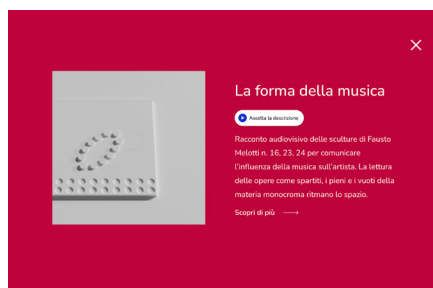 La forma della musica
Ascolta la descrizione
Racconto audiovisivo delle sculture di Fausto
Melotti n. 16, 23, 24 per comunicare
l'influenza della musica sull'artista. La lettura
delle opere come spartiti, i pieni e i vuoti della
materia monocroma ritmano lo spazio.
Scopri di più